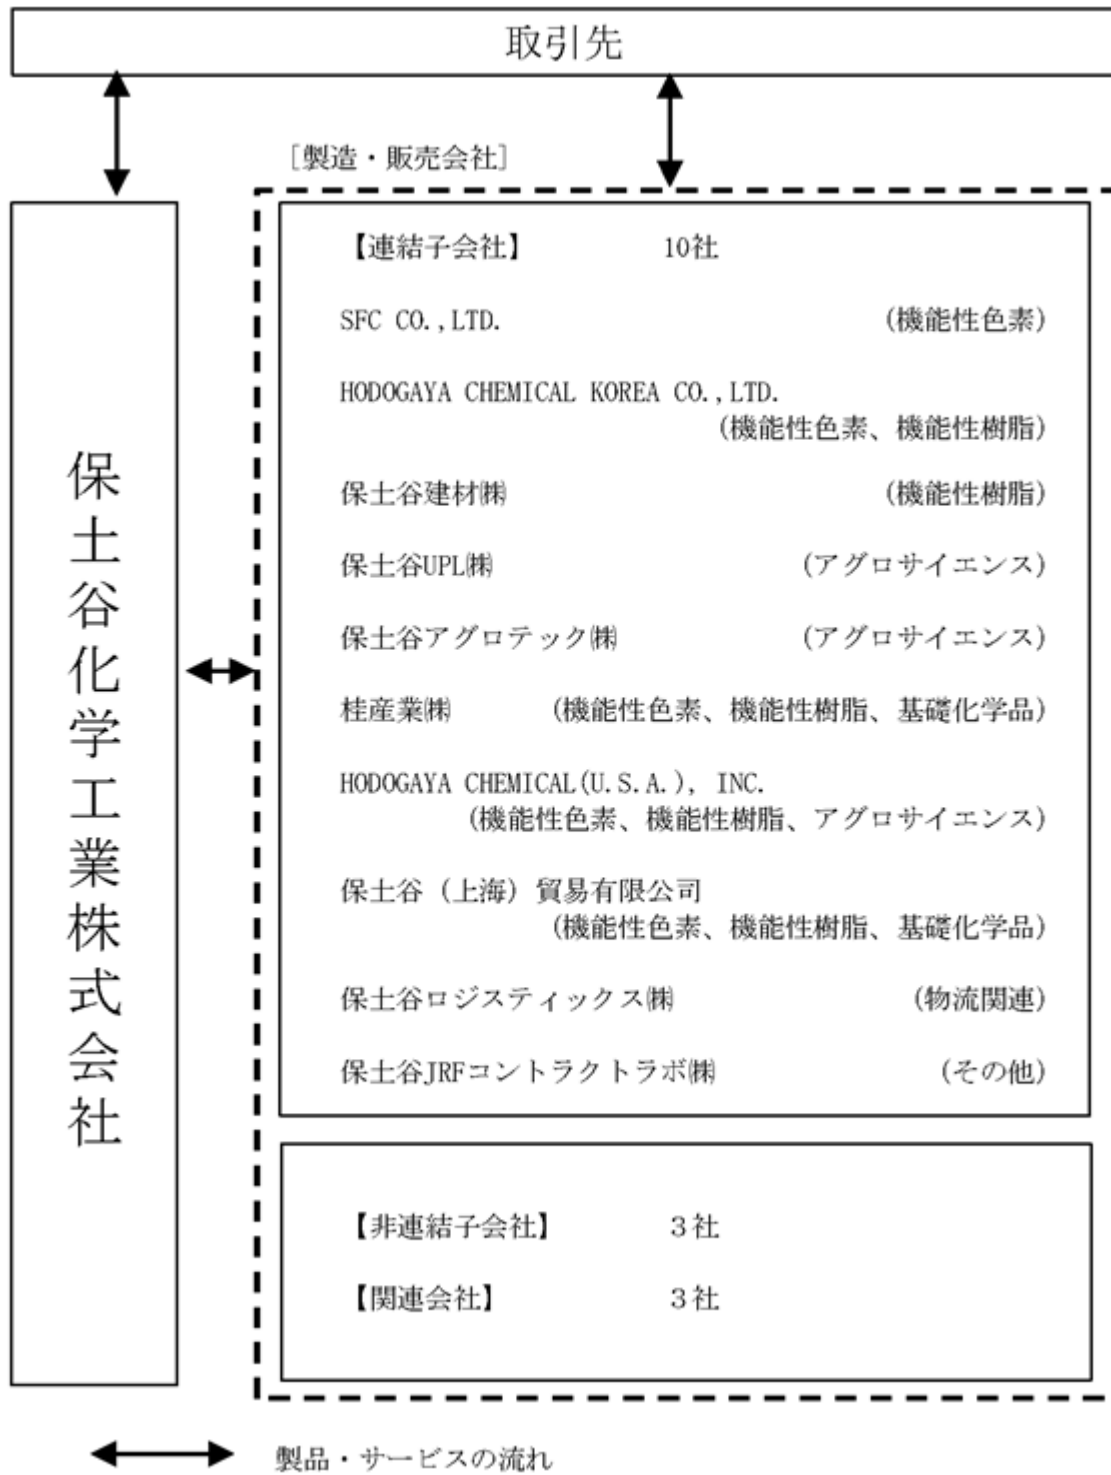 取引先
[製造・販売会社]
保土谷化学工業株式会社
【連結子会社】 10社
SFC CO.,LTD. (機能性色素)
HODOGAYA CHEMICAL KOREA CO.,LTD.
(機能性色素、機能性樹脂)
保土谷建材㈱ (機能性樹脂)
保土谷UPL㈱ (アグロサイエンス)
保土谷アグロテック㈱ (アグロサイエンス)
桂産業㈱ (機能性色素、機能性樹脂、基礎化学品)
HODOGAYA CHEMICAL(U.S.A.), INC.
(機能性色素、機能性樹脂、アグロサイエンス)
保土谷（上海）貿易有限公司
(機能性色素、機能性樹脂、基礎化学品)
保土谷ロジスティックス㈱ (物流関連)
保土谷JRFコントラクトラボ㈱ (その他)
【非連結子会社】 ３社
【関連会社】 ３社
製品・サービスの流れ